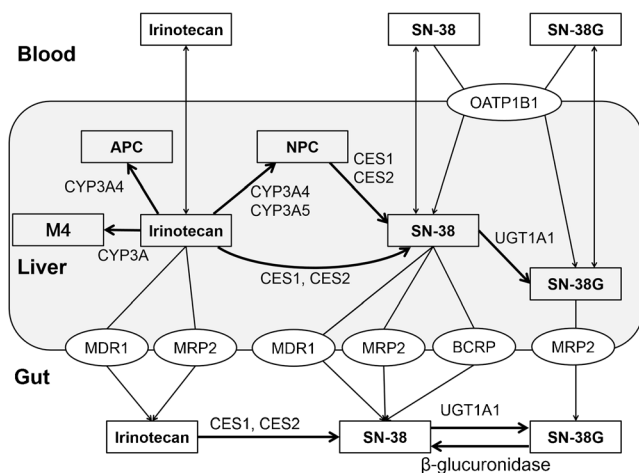 Irinotecan
SN-38
SN-38G
Blood
OATP1B1
APC
NPC
CES1
CES2
CYP3A4
CYP3A4
CYP3A5
M4
Irinotecan
SN-38
UGT1A1
CYP3A
Liver
CES1, CES2
SN-38G
MDR1
MRP2
MDR1
MRP2
BCRP
MRP2
Gut
CES1, CES2
UGT1A1
Irinotecan
SN-38
SN-38G
β-glucuronidase